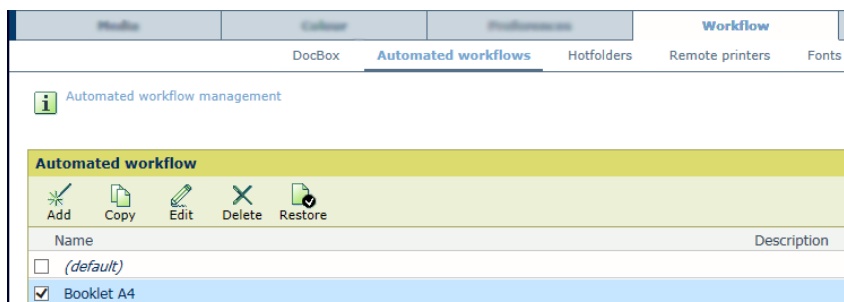 Workflow
DocBox Automated workflows Hotfolders Remote printers Fonts
Automated workflow management
Automated workflow
Add Copy Edit Delete Restore
Name Description
(default)
Booklet A4